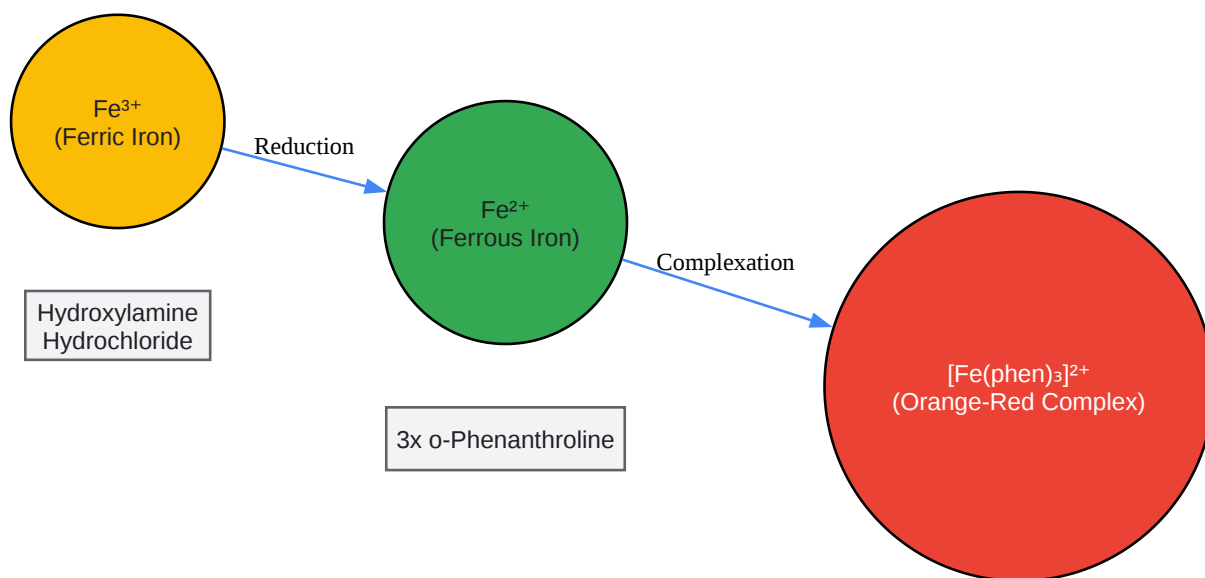 Fe³⁺
(Ferric Iron)
Reduction
Fe²⁺
(Ferrous Iron)
Complexation
Hydroxylamine
Hydrochloride
[Fe(phen)₃]²⁺
(Orange-Red Complex)
3x o-Phenanthroline